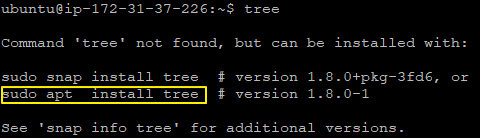 ubuntu@ip-172-31-37-226:~$ tree
Command 'tree' not found, but can be installed with:
sudo snap install tree  # version 1.8.0+pkg-3fd6, or
sudo apt  install tree  # version 1.8.0-1
See 'snap info tree' for additional versions.